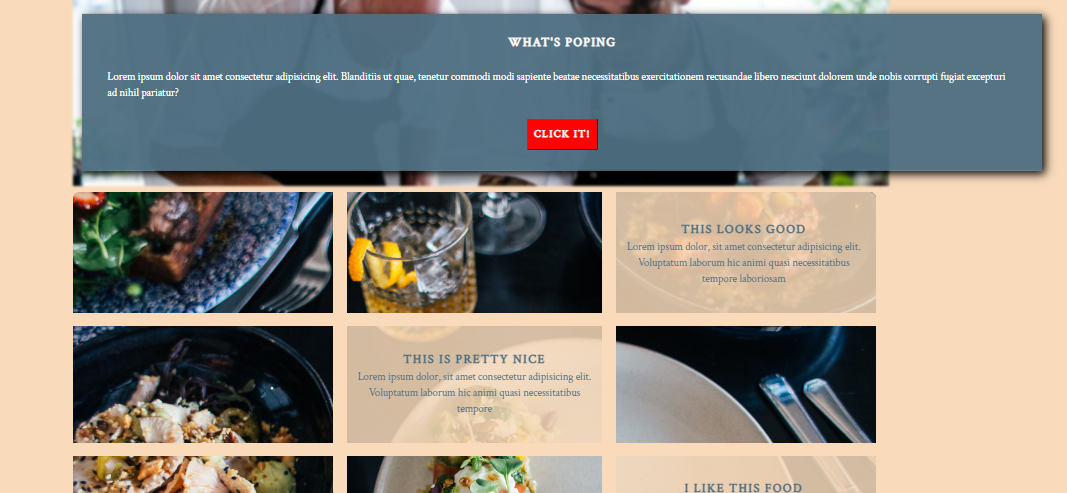 WHAT'S POPING
Lorem ipsum dolor sit amet consectetur adipisicing elit. Blanditiis ut quae, tenetur commodi modi sapiente beatae necessitatibus exercitationem recusandae libero nesciunt dolorem unde nobis corrupti fugiat excepturi
ad nihil pariatur?
CLICK IT!
THIS LOOKS GOOD
Lorem ipsum dolor, sit amet consectetur adipisicing elit.
Voluptatum laborum hic animi quasi necessitatibus
tempore laboriosam
THIS IS PRETTY NICE
Lorem ipsum dolor, sit amet consectetur adipisicing elit.
Voluptatum laborum hic animi quasi necessitatibus
tempore
I LIKE THIS FOOD